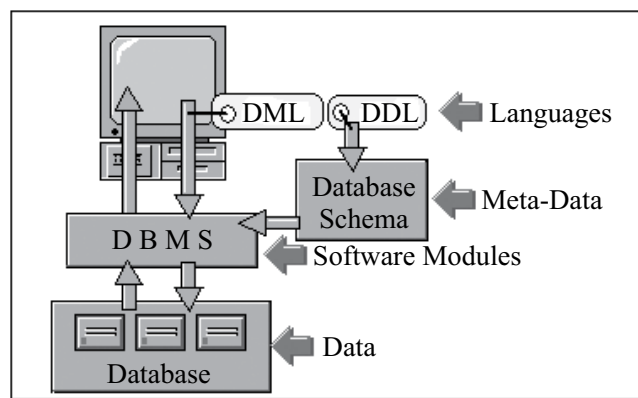 DML
DDL
Languages
Database
Schema
Meta-Data
D B M S
Software Modules
Data
Database